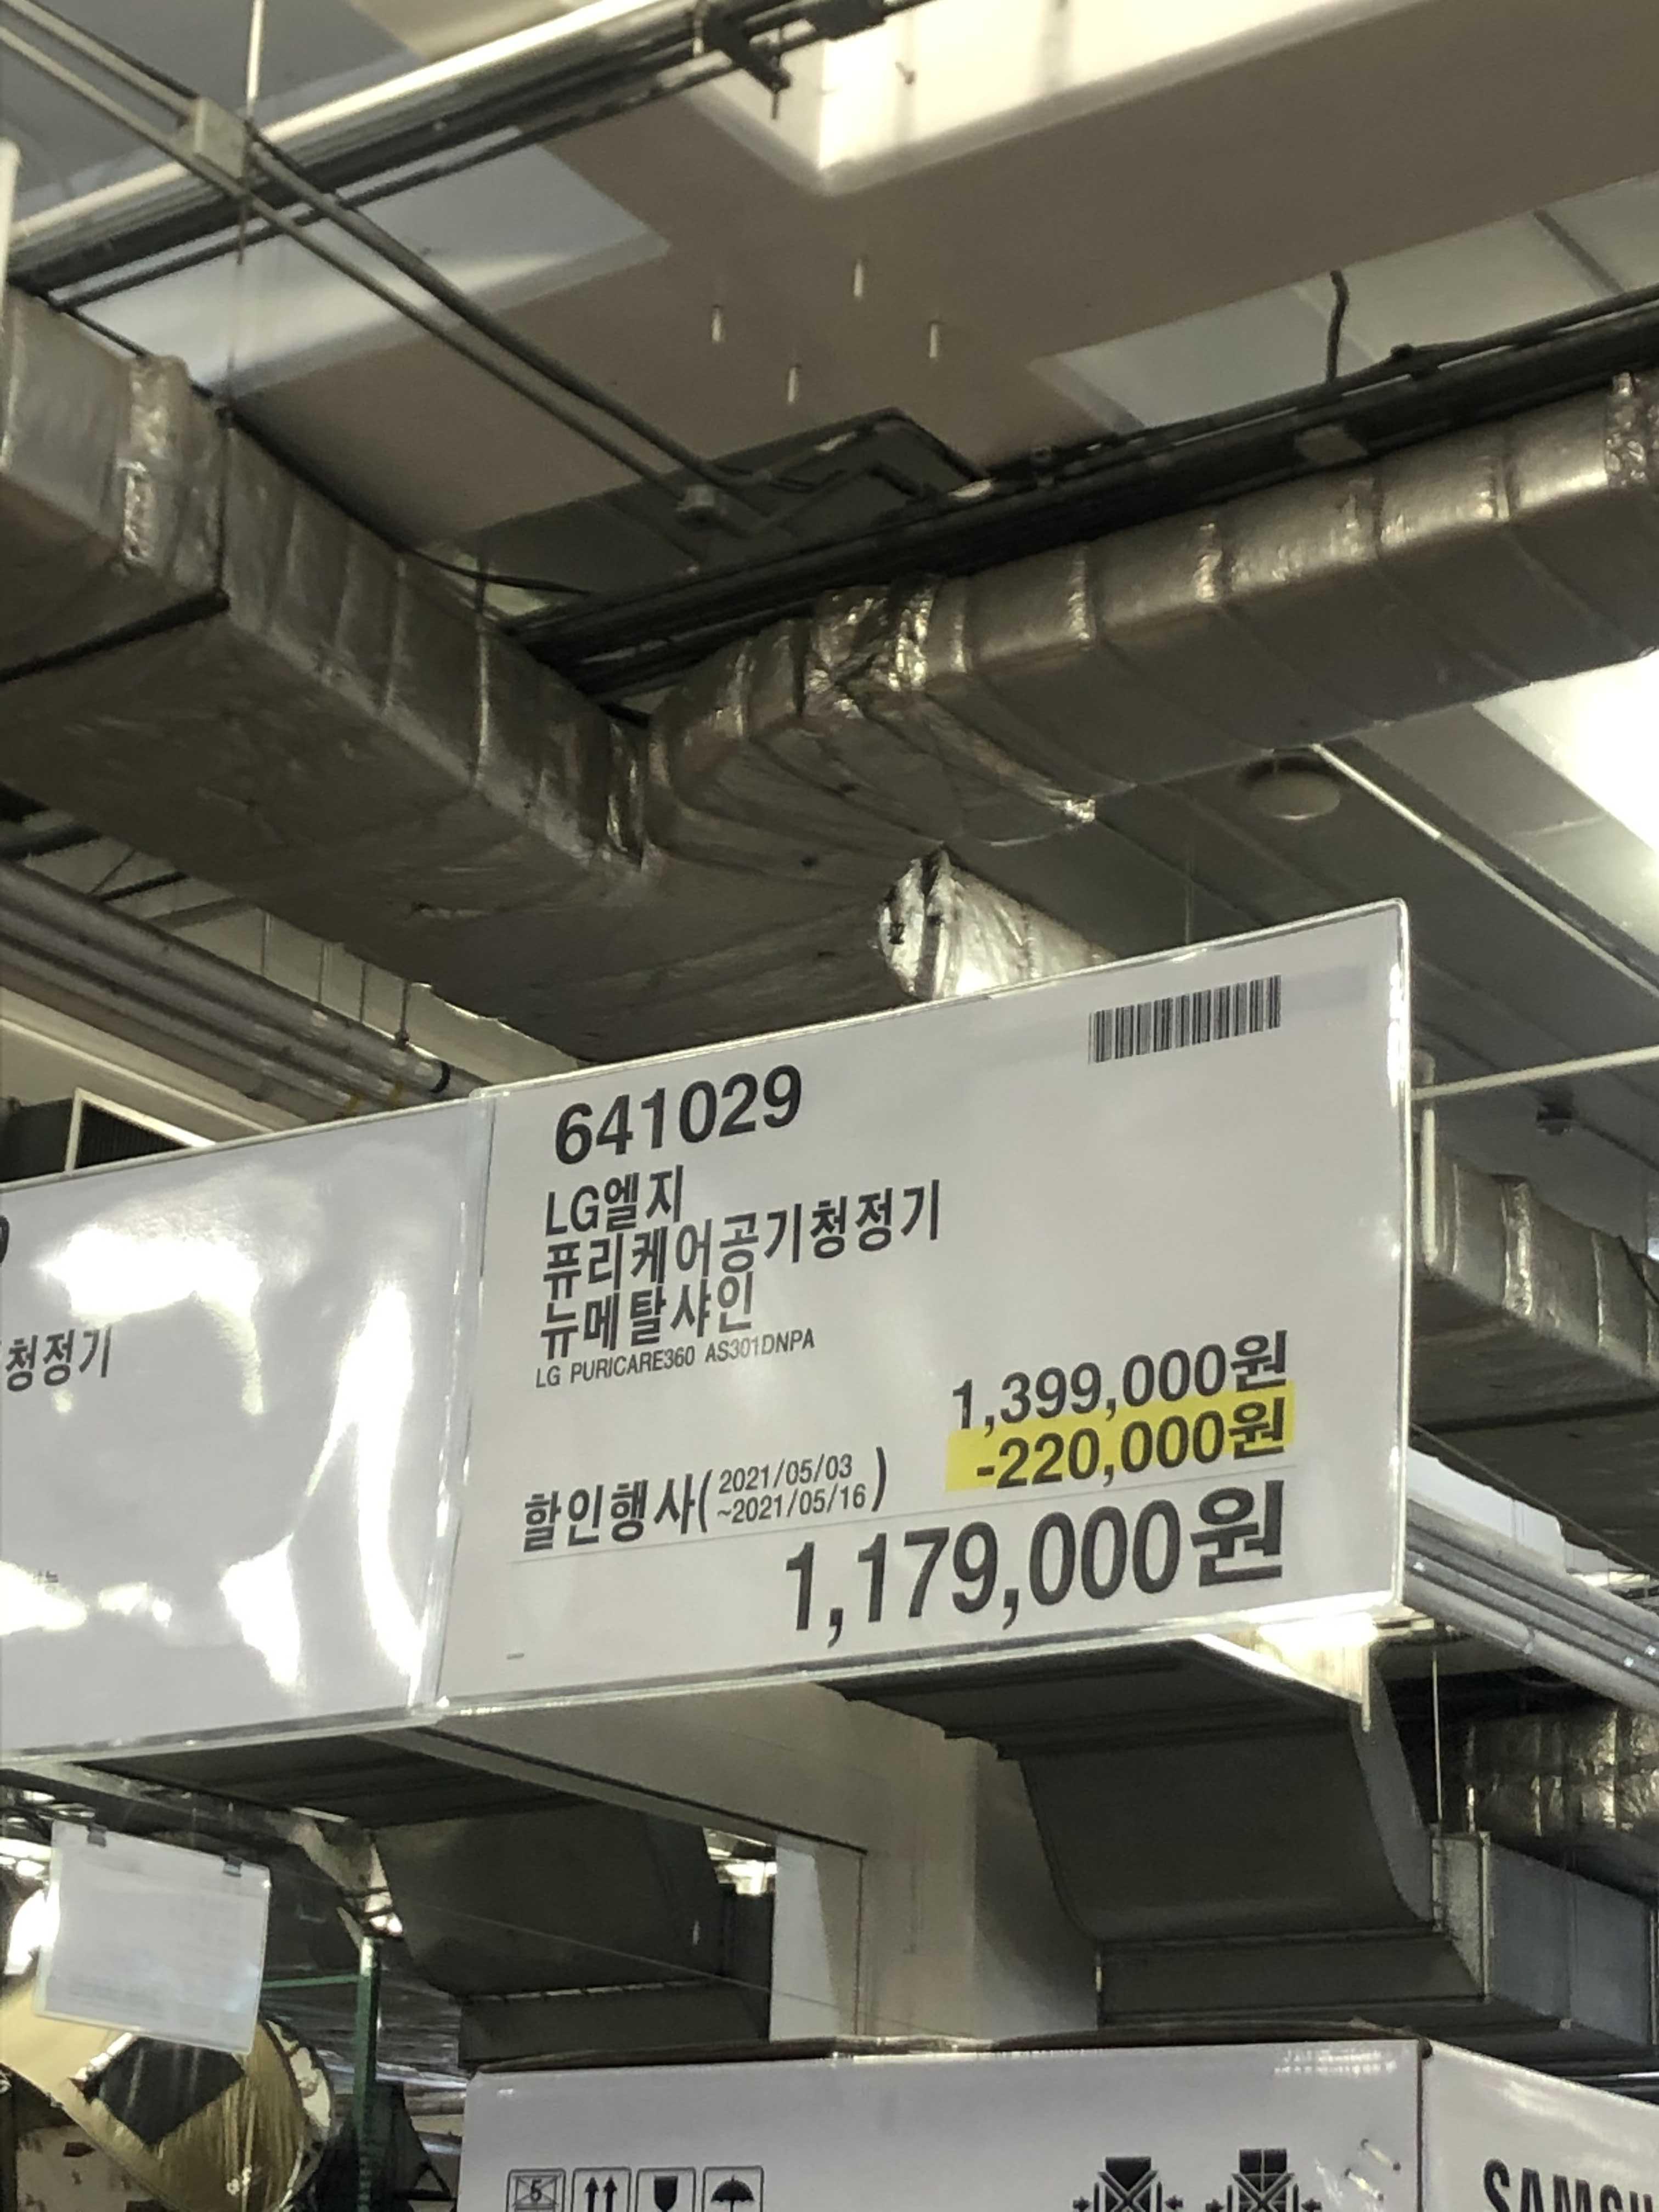 641029
LG엘지
퓨리케어공기청정기
뉴메탈샤인
LG PURICARE360 AS301DNPA
1,399,000원
-220,000원
할인행사(2021/05/03
~2021/05/16)
1,179,000원
청정기
5